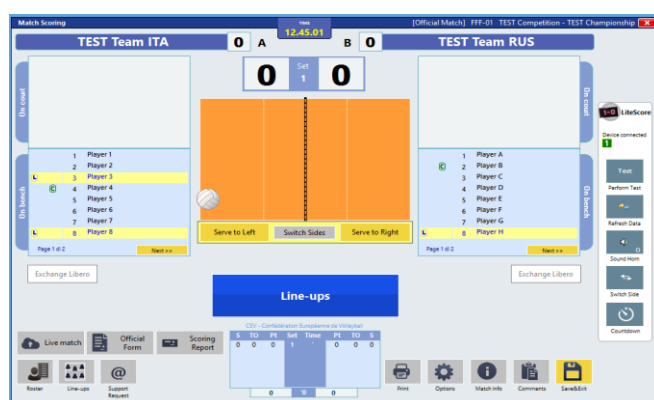 Match Scoring
TIME
12.45.01
[Official Match] FFF-01 TEST Competition - TEST Championship
TEST Team ITA
0 A
B 0
TEST Team RUS
0 Set 1 0
On court
On court
On bench
1 Player 1
2 Player 2
L 3 Player 3
C 4 Player 4
5 Player 5
6 Player 6
7 Player 7
L 8 Player 8
Page 1 di 2
Next >>
Serve to Left
Switch Sides
Serve to Right
1 Player A
C 2 Player B
3 Player C
4 Player D
5 Player E
6 Player F
7 Player G
L 8 Player H
Page 1 di 2
Next >>
On bench
Exchange Libero
Exchange Libero
Line-ups
1-0 LiteScore
Device connected
1
Test
Perform Test
Refresh Data
Sound Horn
Switch Side
Countdown
Live match
Official Form
Scoring Report
CEV - Confédération Européenne de Volleyball
S TO Pt Set Time Pt TO S
0 0 0 1 ' 0 0 0
0 '0 0
Roster
Line-ups
Support Request
Print
Options
Match Info
Comments
Save&Exit